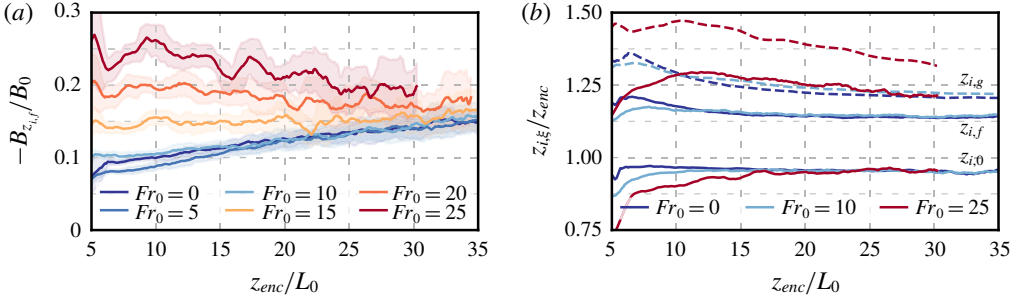 (a)
0.3
0.2
0.1
0
−B_{z_{i,f}}/B_0
Fr_0 = 0
Fr_0 = 10
Fr_0 = 20
Fr_0 = 5
Fr_0 = 15
Fr_0 = 25
5 10 15 20 25 30 35
z_{enc}/L_0
(b)
1.50
1.25
1.00
0.75
z_{i,ξ}/z_{enc}
z_{i,g}
z_{i,f}
z_{i,0}
Fr_0 = 0
Fr_0 = 10
Fr_0 = 25
5 10 15 20 25 30 35
z_{enc}/L_0